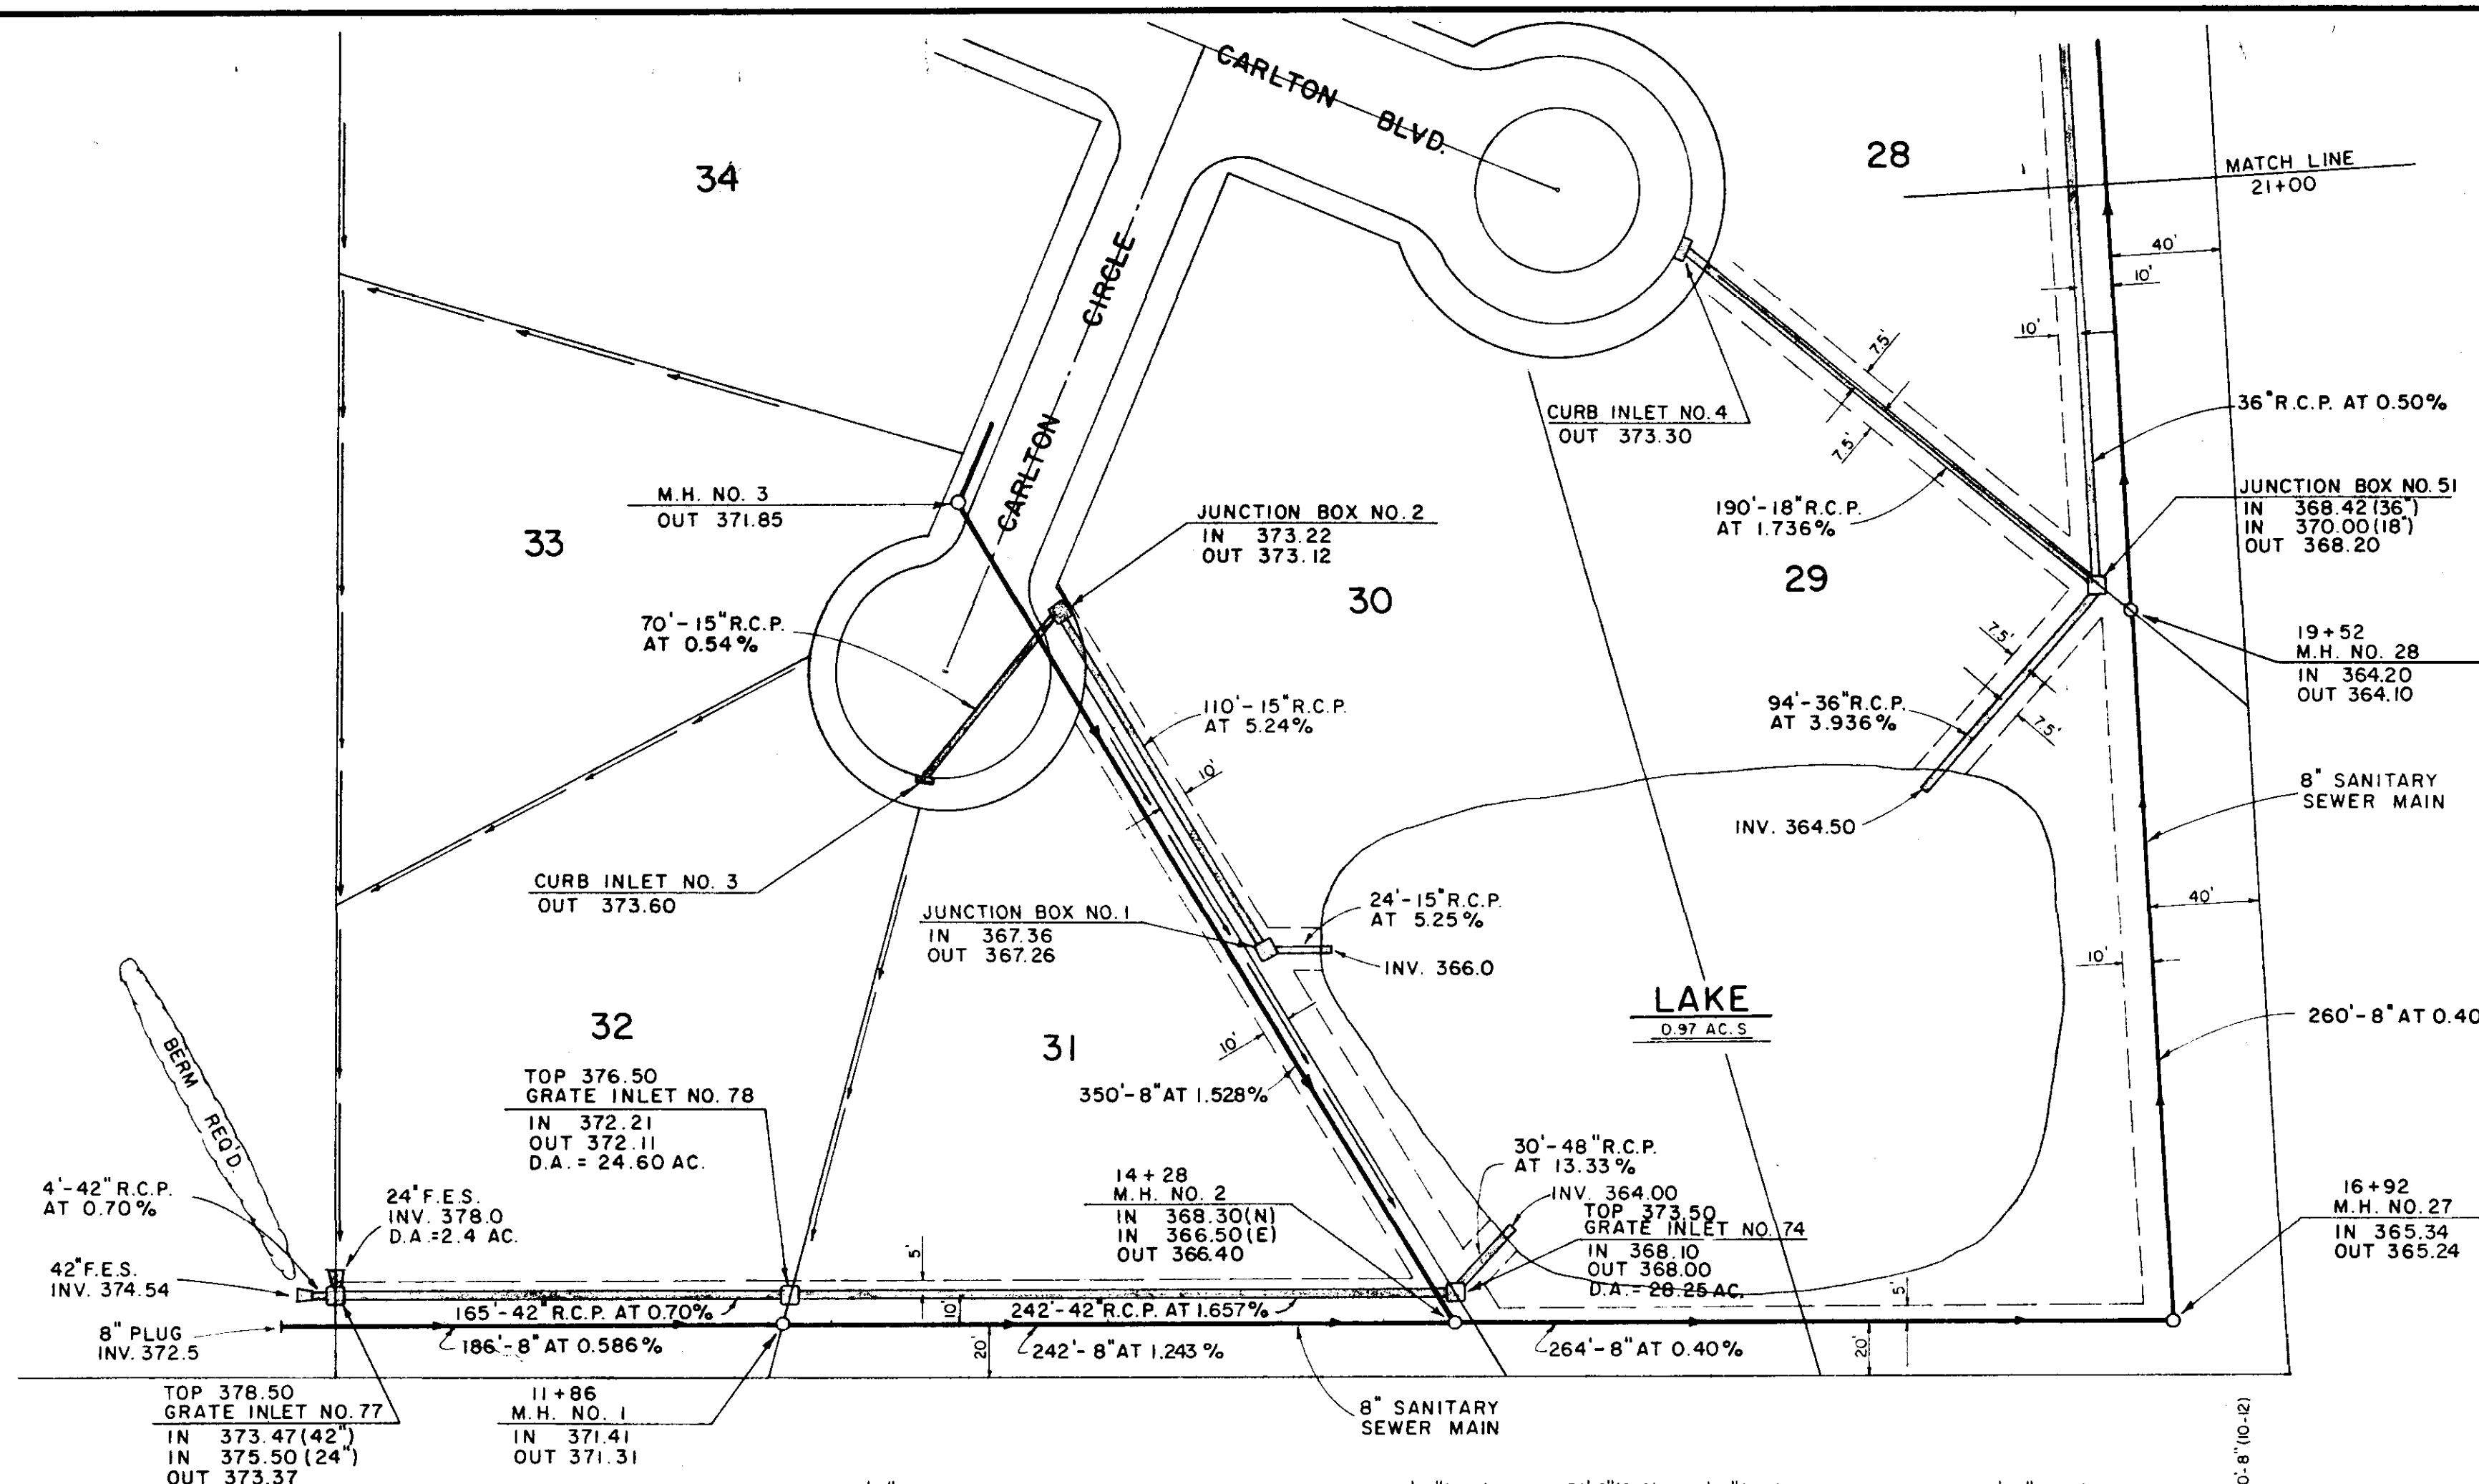 CARLTON BLVD.
34
28
MATCH LINE
21+00
40'
10'
10'
CARLTON CIRCLE
7.5'
7.5'
CURB INLET NO. 4
OUT 373.30
36" R.C.P. AT 0.50%
M.H. NO. 3
OUT 371.85
JUNCTION BOX NO. 2
IN 373.22
OUT 373.12
190'-18" R.C.P.
AT 1.736%
JUNCTION BOX NO. 51
IN 368.42 (36")
IN 370.00 (18")
OUT 368.20
33
30
29
70'-15" R.C.P.
AT 0.54%
7.5'
7.5'
19+52
M.H. NO. 28
IN 364.20
OUT 364.10
110'-15" R.C.P.
AT 5.24%
94'-36" R.C.P.
AT 3.936%
10'
8" SANITARY
SEWER MAIN
INV. 364.50
CURB INLET NO. 3
OUT 373.60
JUNCTION BOX NO. 1
IN 367.36
OUT 367.26
24'-15" R.C.P.
AT 5.25%
INV. 366.0
40'
10'
LAKE
0.97 AC.S
260'-8" AT 0.40
32
31
10'
BERM REQ'D.
TOP 376.50
GRATE INLET NO. 78
IN 372.21
OUT 372.11
D.A. = 24.60 AC.
350'-8" AT 1.528%
30'-48" R.C.P.
AT 13.33%
INV. 364.00
TOP 373.50
GRATE INLET NO. 74
IN 368.10
OUT 368.00
D.A. = 28.25 AC.
14+28
M.H. NO. 2
IN 368.30 (N)
IN 366.50 (E)
OUT 366.40
16+92
M.H. NO. 27
IN 365.34
OUT 365.24
4'-42" R.C.P.
AT 0.70%
24" F.E.S.
INV. 378.0
D.A. = 2.4 AC.
42" F.E.S.
INV. 374.54
5'
5'
165'-42" R.C.P. AT 0.70%
10'
242'-42" R.C.P. AT 1.657%
8" PLUG
INV. 372.5
186'-8" AT 0.586%
20'
242'-8" AT 1.243%
264'-8" AT 0.40%
20'
TOP 378.50
GRATE INLET NO. 77
IN 373.47 (42")
IN 375.50 (24")
OUT 373.37
11+86
M.H. NO. 1
IN 371.41
OUT 371.31
8" SANITARY
SEWER MAIN
0'-8" (10-12)